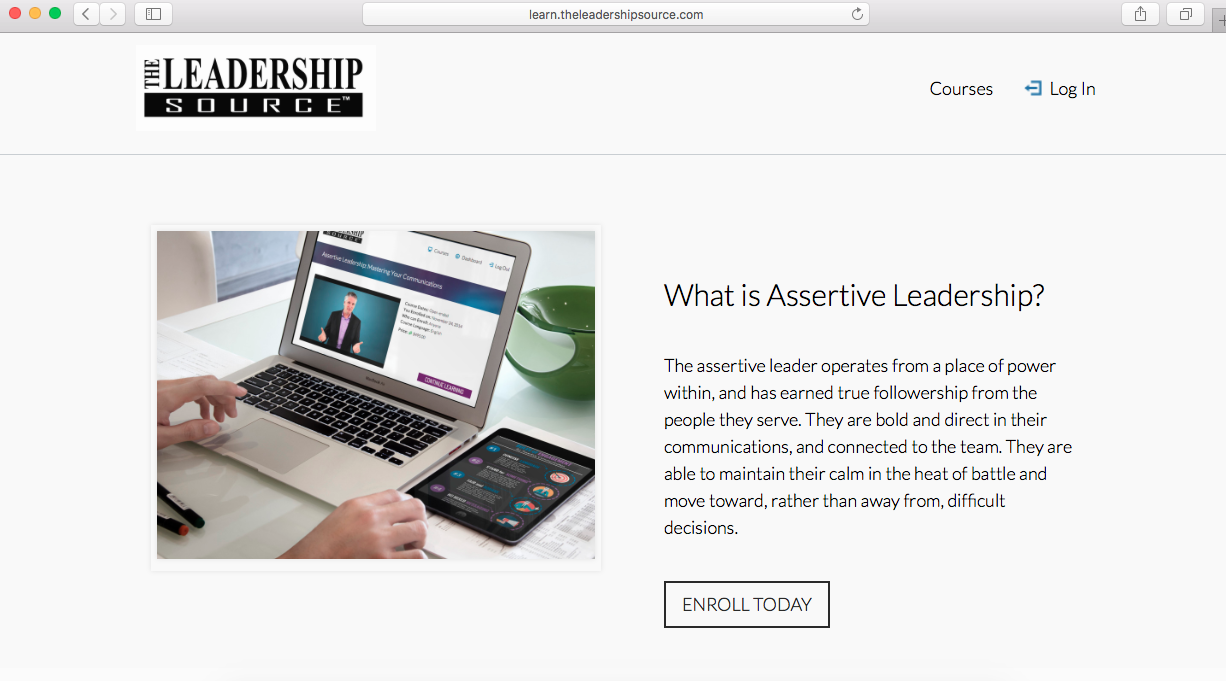 learn.theleadershipsource.com
THE LEADERSHIP
SOURCE™
Courses
Log In
Courses
Dashboard
Log Out
Assertive Leadership: Mastering Your Communications
CONTINUE LEARNING
What is Assertive Leadership?
The assertive leader operates from a place of power
within, and has earned true followership from the
people they serve. They are bold and direct in their
communications, and connected to the team. They are
able to maintain their calm in the heat of battle and
move toward, rather than away from, difficult
decisions.
ENROLL TODAY